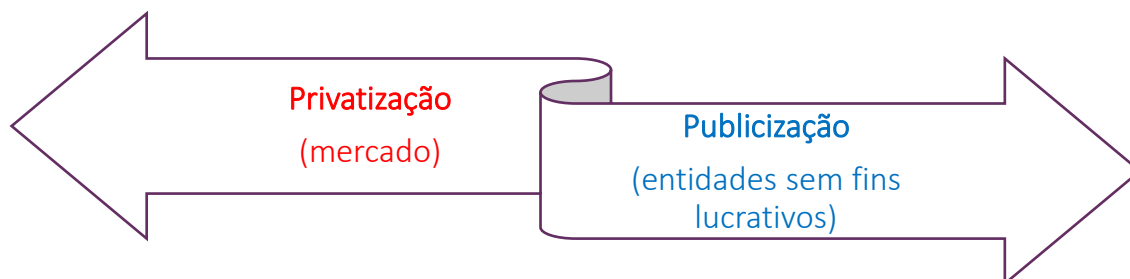 Privatização
(mercado)
Publicização
(entidades sem fins
lucrativos)